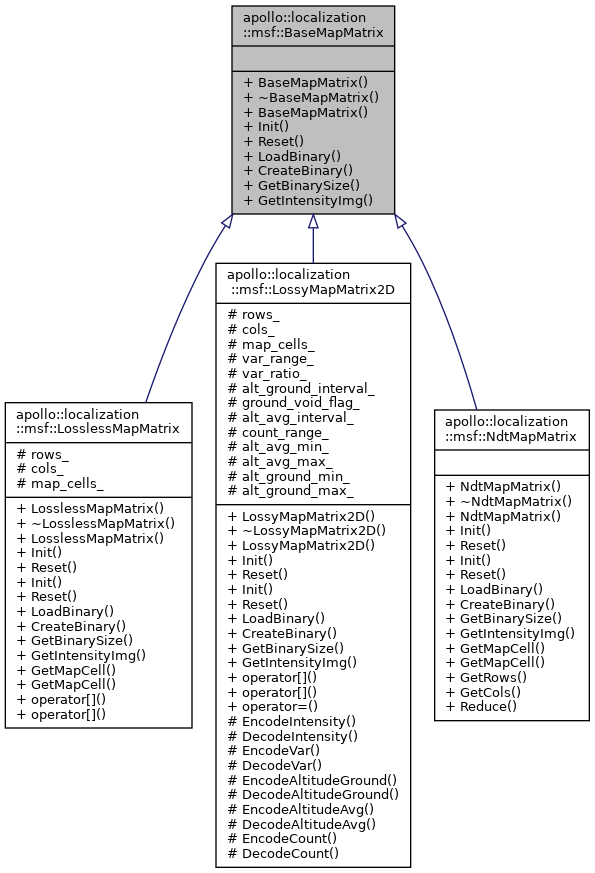 apollo::localization
::msf::BaseMapMatrix
+ BaseMapMatrix()
+ ~BaseMapMatrix()
+ BaseMapMatrix()
+ Init()
+ Reset()
+ LoadBinary()
+ CreateBinary()
+ GetBinarySize()
+ GetIntensityImg()
apollo::localization
::msf::LosslessMapMatrix
# rows_
# cols_
# map_cells_
+ LosslessMapMatrix()
+ ~LosslessMapMatrix()
+ LosslessMapMatrix()
+ Init()
+ Reset()
+ Init()
+ Reset()
+ LoadBinary()
+ CreateBinary()
+ GetBinarySize()
+ GetIntensityImg()
+ GetMapCell()
+ GetMapCell()
+ operator[]()
+ operator[]()
apollo::localization
::msf::LossyMapMatrix2D
# rows_
# cols_
# map_cells_
# var_range_
# var_ratio_
# alt_ground_interval_
# ground_void_flag_
# alt_avg_interval_
# count_range_
# alt_avg_min_
# alt_avg_max_
# alt_ground_min_
# alt_ground_max_
+ LossyMapMatrix2D()
+ ~LossyMapMatrix2D()
+ LossyMapMatrix2D()
+ Init()
+ Reset()
+ Init()
+ Reset()
+ LoadBinary()
+ CreateBinary()
+ GetBinarySize()
+ GetIntensityImg()
+ operator[]()
+ operator[]()
+ operator=()
# EncodeIntensity()
# DecodeIntensity()
# EncodeVar()
# DecodeVar()
# EncodeAltitudeGround()
# DecodeAltitudeGround()
# EncodeAltitudeAvg()
# DecodeAltitudeAvg()
# EncodeCount()
# DecodeCount()
apollo::localization
::msf::NdtMapMatrix
+ NdtMapMatrix()
+ ~NdtMapMatrix()
+ NdtMapMatrix()
+ Init()
+ Reset()
+ Init()
+ Reset()
+ LoadBinary()
+ CreateBinary()
+ GetBinarySize()
+ GetIntensityImg()
+ GetMapCell()
+ GetMapCell()
+ GetRows()
+ GetCols()
+ Reduce()